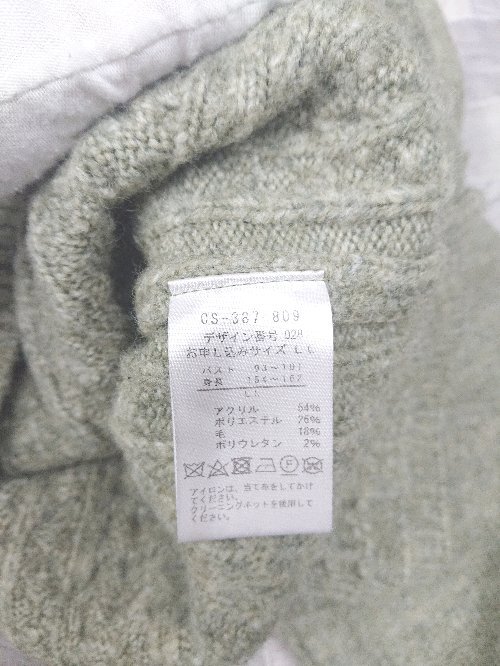 CS-387 809
デザイン番号 028
お申し込みサイズ LL
バスト 93~101
身長 154~162
LL
アクリル 54%
ポリエステル 26%
毛 18%
ポリウレタン 2%
アイロンは、当て布をしてかけ
てください。
クリーニングネットを使用して
ください。